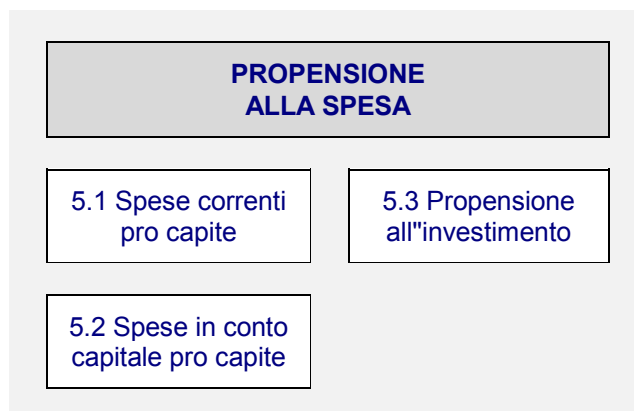 PROPENSIONE
ALLA SPESA
5.1 Spese correnti
pro capite
5.3 Propensione
all"investimento
5.2 Spese in conto
capitale pro capite